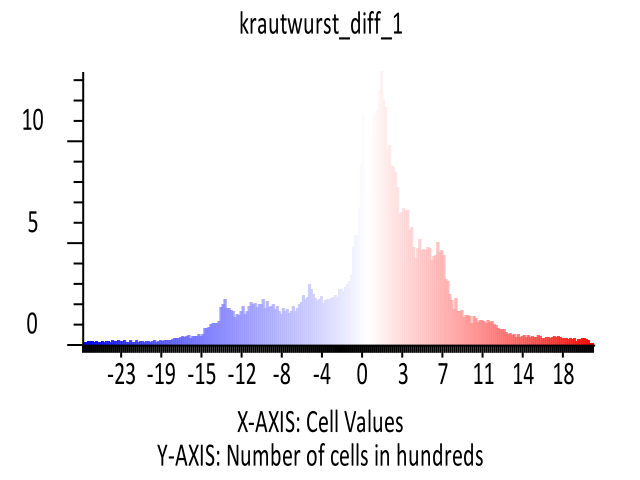 krautwurst_diff_1
10
5
0
-23 -19 -15 -12 -8 -4 0 3 7 11 14 18
X-AXIS: Cell Values
Y-AXIS: Number of cells in hundreds